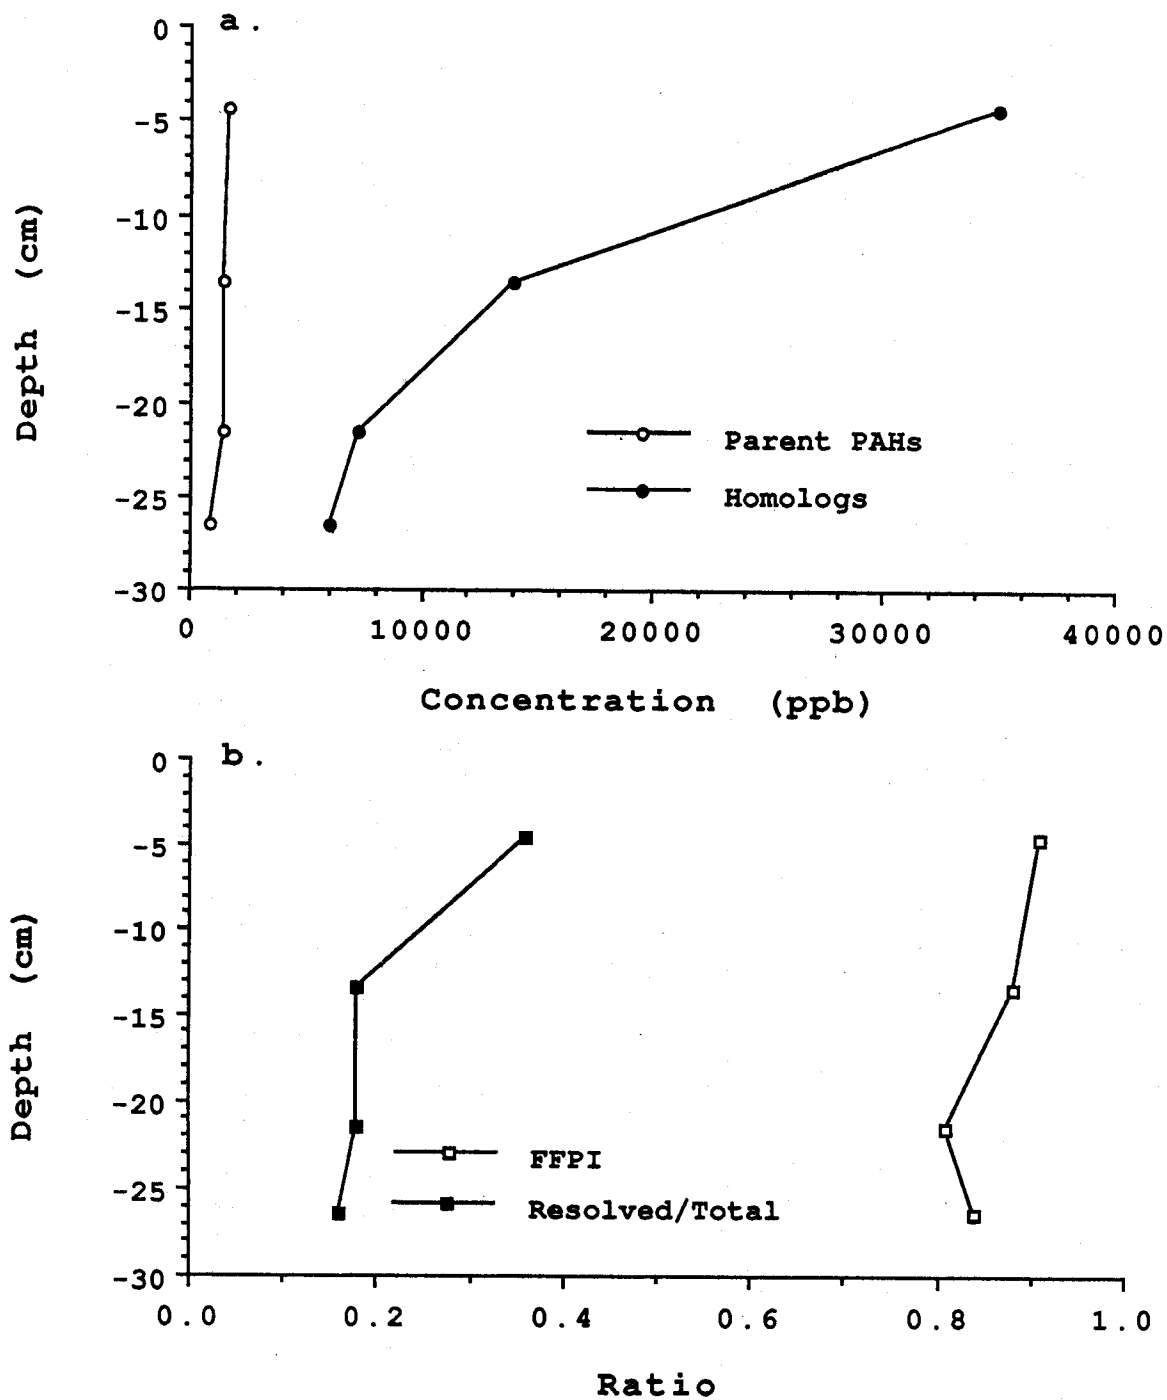 a.
0
-5
-10
-15
-20
-25
-30
Depth (cm)
Parent PAHs
Homologs
0 10000 20000 30000 40000
Concentration (ppb)
b.
0
-5
-10
-15
-20
-25
-30
Depth (cm)
FFPI
Resolved/Total
0.0 0.2 0.4 0.6 0.8 1.0
Ratio